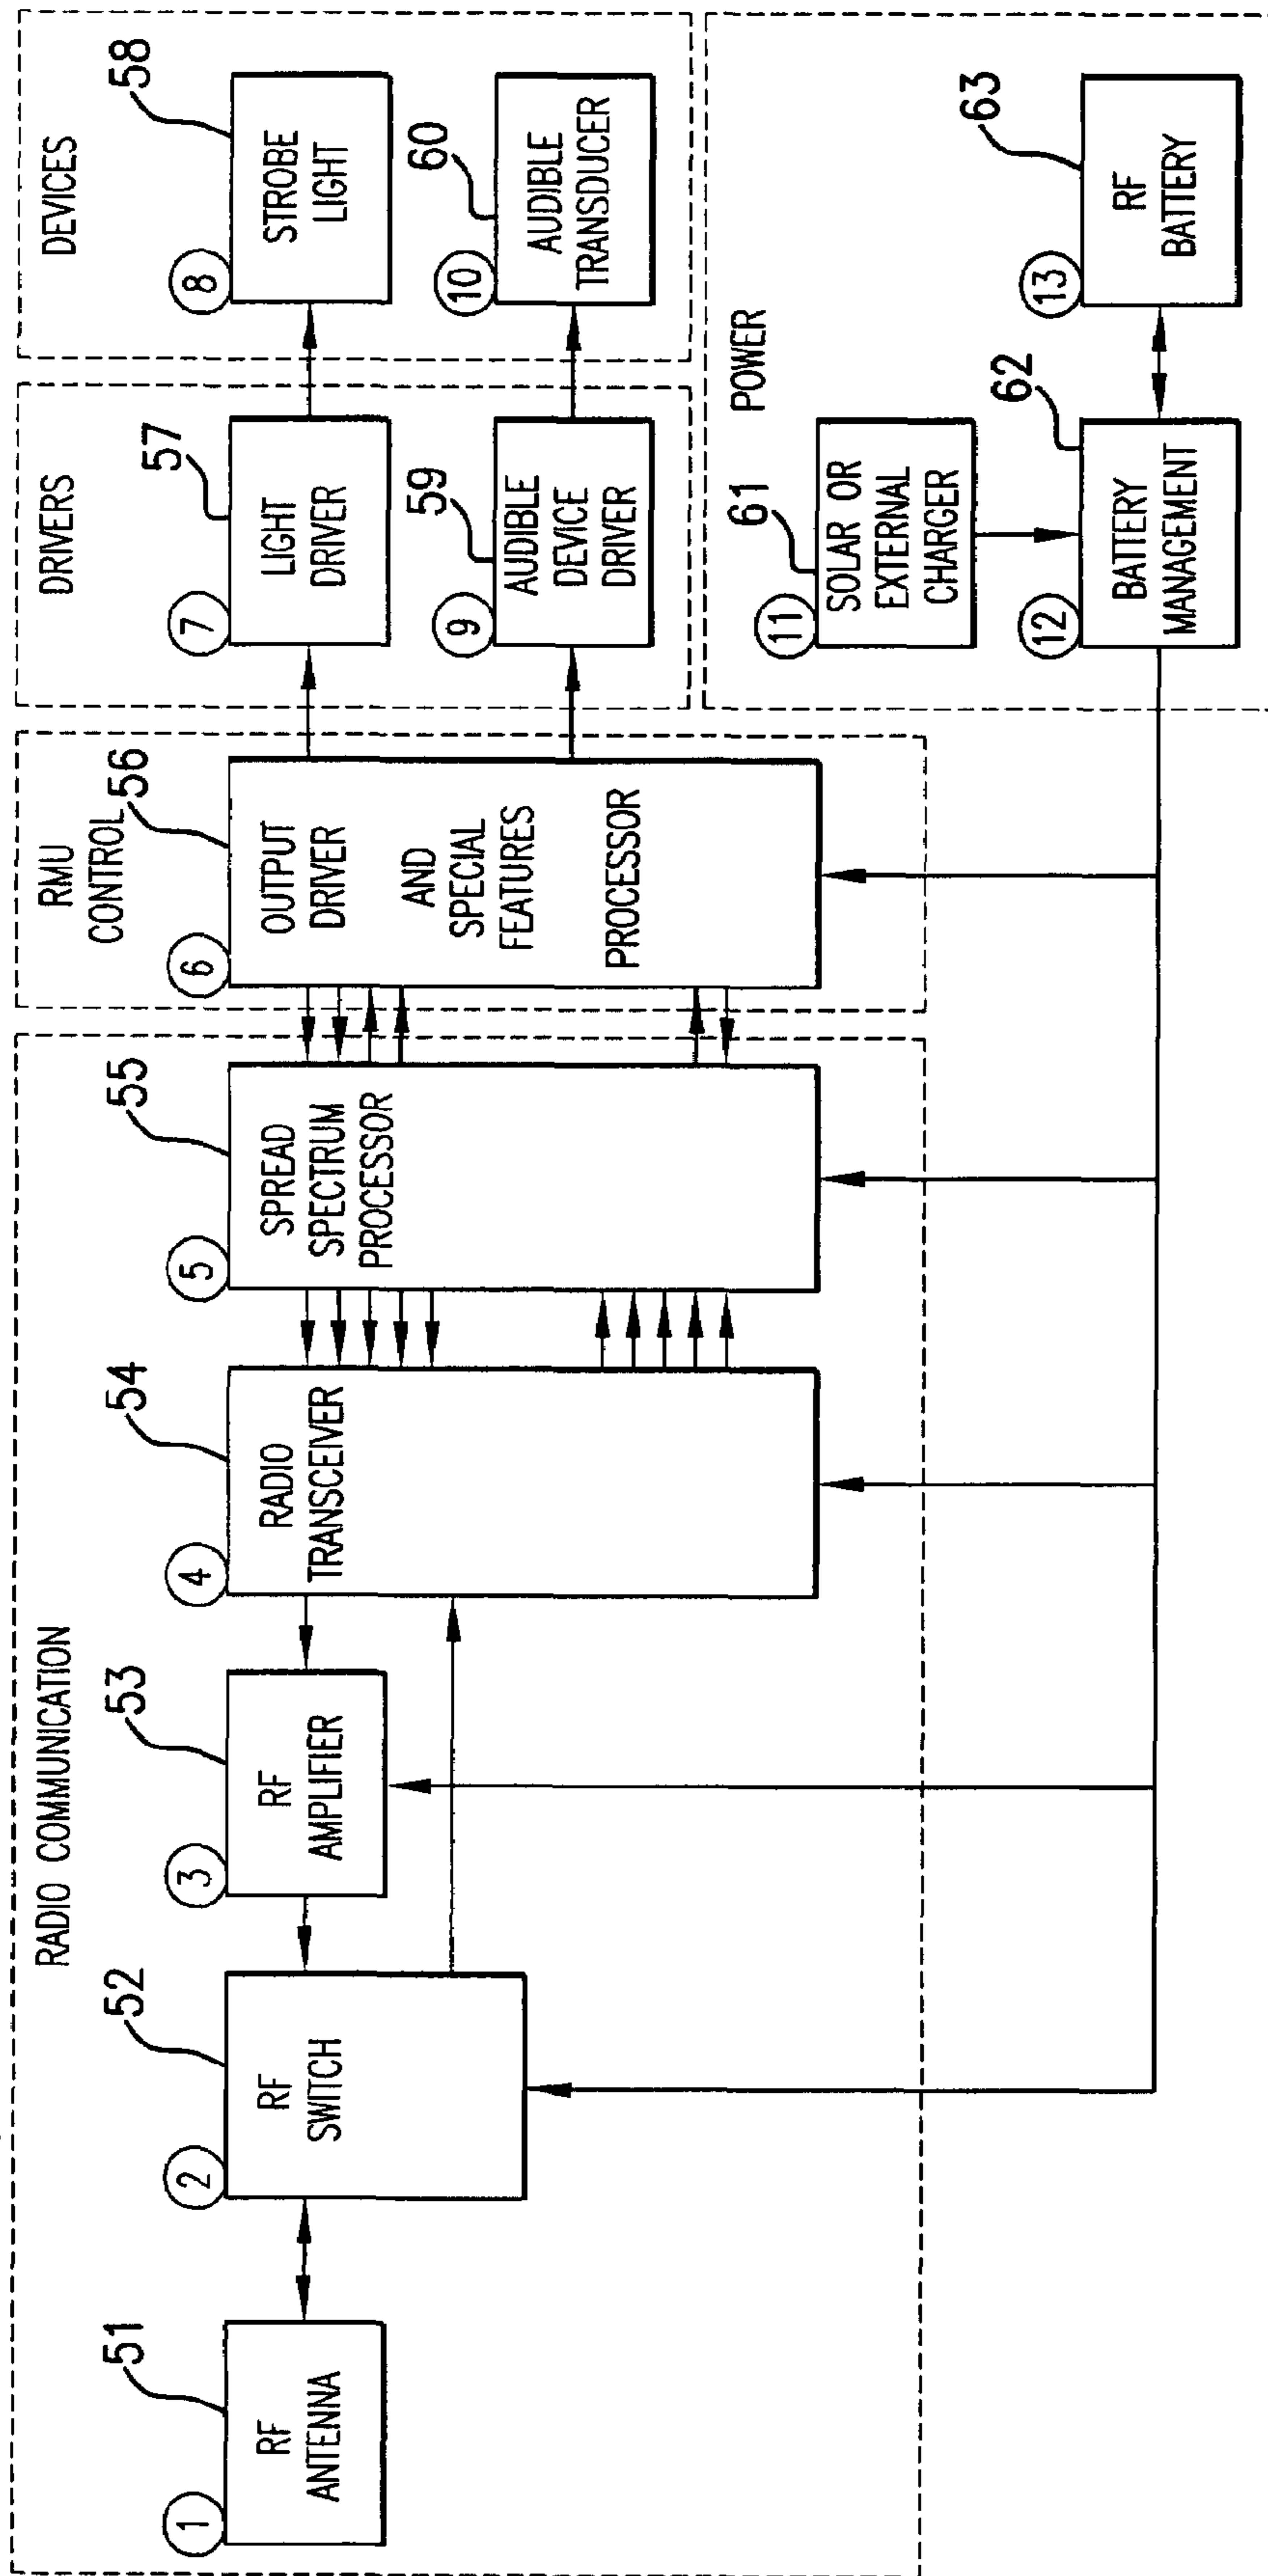 RADIO COMMUNICATION
1
51
RF
ANTENNA
2
52
RF
SWITCH
3
53
RF
AMPLIFIER
4
54
RADIO
TRANSCEIVER
5
55
SPREAD
SPECTRUM
PROCESSOR
RMU
CONTROL
6
56
OUTPUT
DRIVER
AND
SPECIAL
FEATURES
PROCESSOR
DRIVERS
7
57
LIGHT
DRIVER
9
59
AUDIBLE
DEVICE
DRIVER
DEVICES
8
58
STROBE
LIGHT
10
60
AUDIBLE
TRANSDUCER
POWER
11
61
SOLAR OR
EXTERNAL
CHARGER
12
62
BATTERY
MANAGEMENT
13
63
RF
BATTERY